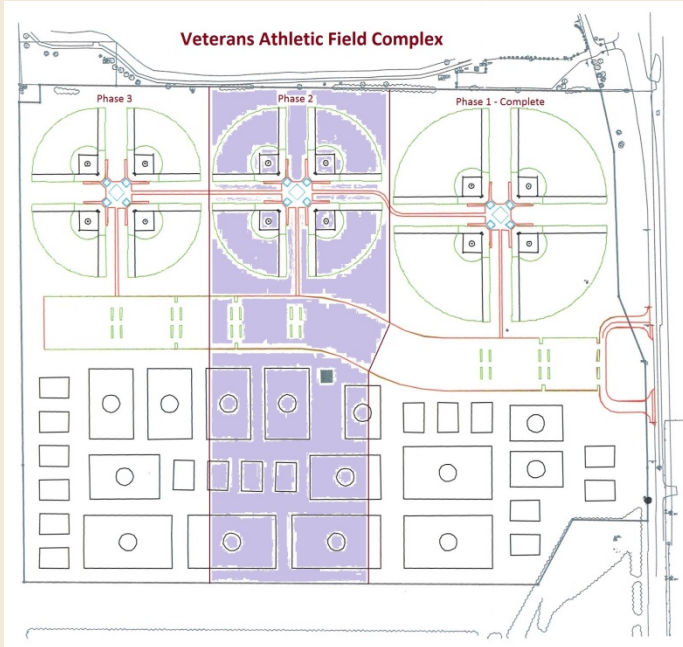 Veterans Athletic Field Complex
Phase 3
Phase 2
Phase 1 - Complete